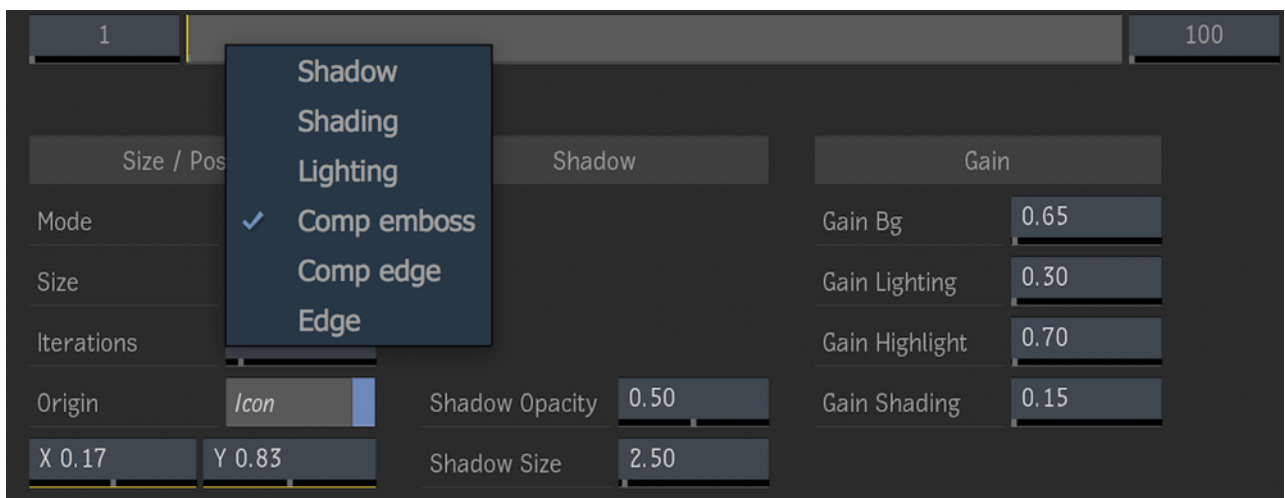 1
100
Shadow
Shading
Lighting
Comp emboss
Comp edge
Edge
Size / Pos
Shadow
Gain
Mode
Gain Bg
0.65
Size
Gain Lighting
0.30
Iterations
Gain Highlight
0.70
Origin
Icon
Shadow Opacity
0.50
Gain Shading
0.15
X 0.17
Y 0.83
Shadow Size
2.50